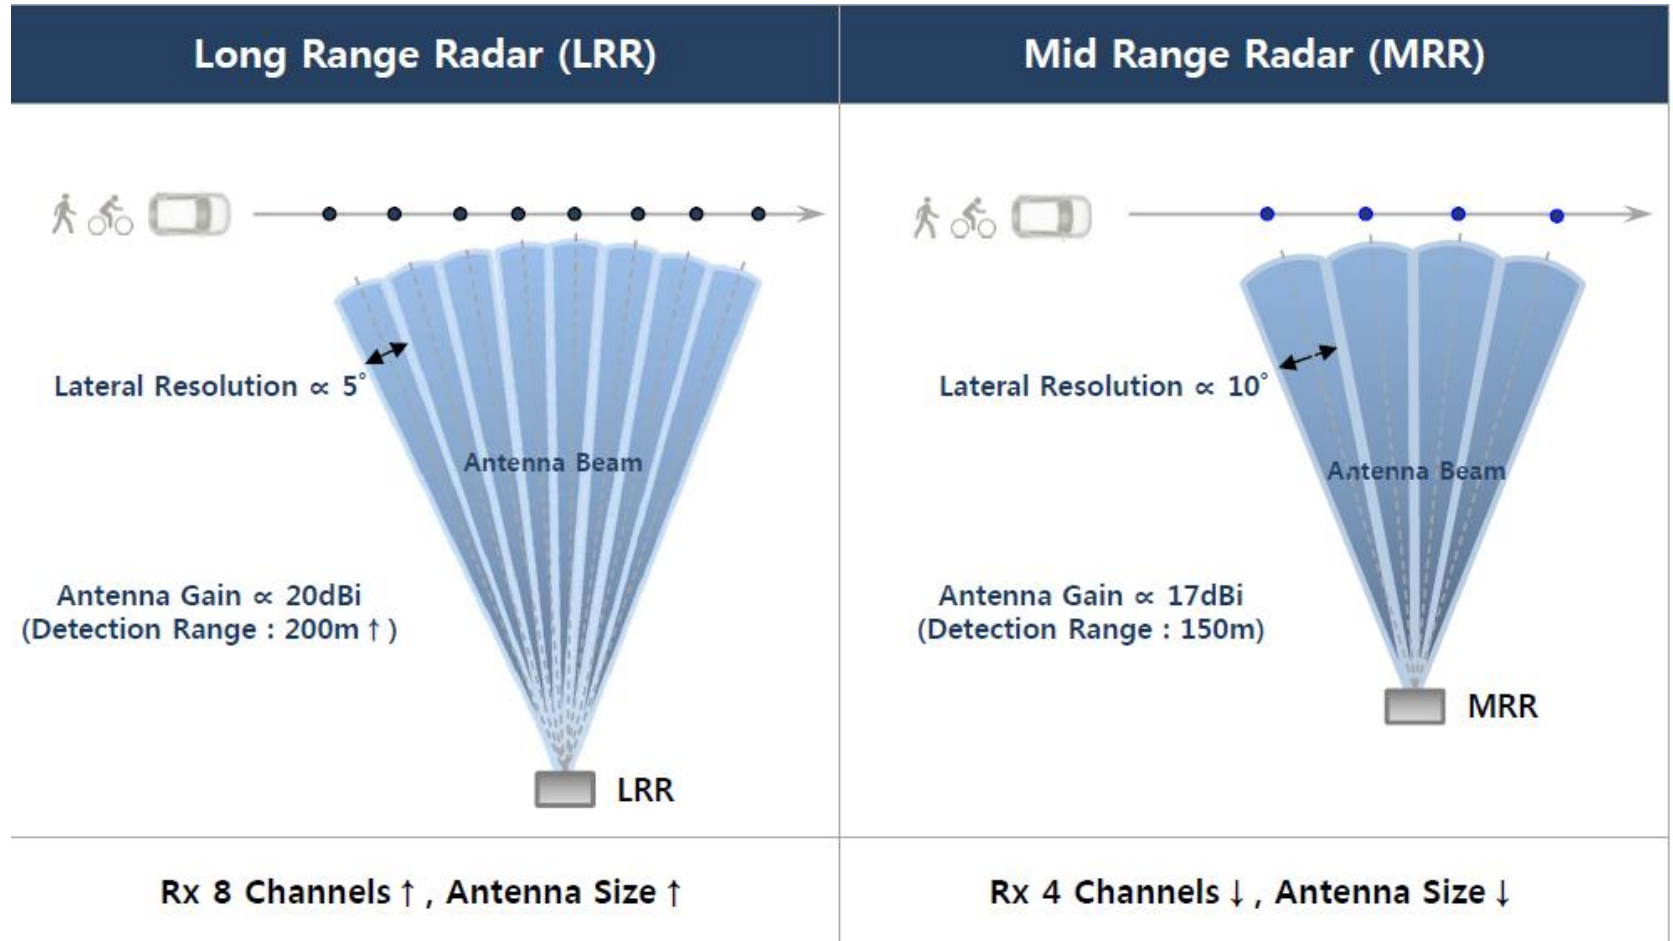 Long Range Radar (LRR)
Mid Range Radar (MRR)
Lateral Resolution ∝ 5°
Antenna Beam
Antenna Gain ∝ 20dBi
(Detection Range : 200m↑)
LRR
Lateral Resolution ∝ 10°
Antenna Beam
Antenna Gain ∝ 17dBi
(Detection Range : 150m)
MRR
Rx 8 Channels↑, Antenna Size↑
Rx 4 Channels↓, Antenna Size↓